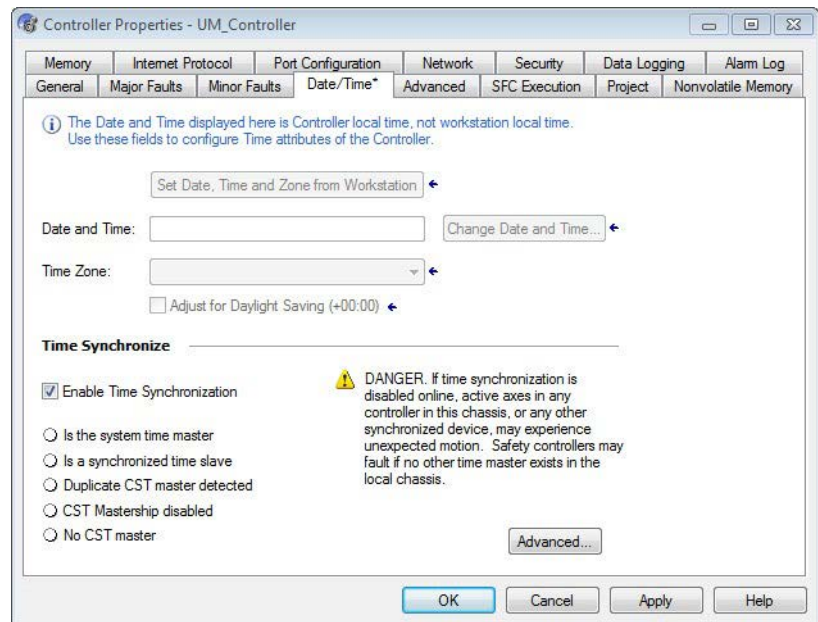 Controller Properties - UM_Controller
Memory Internet Protocol Port Configuration Network Security Data Logging Alarm Log
General Major Faults Minor Faults Date/Time* Advanced SFC Execution Project Nonvolatile Memory
The Date and Time displayed here is Controller local time, not workstation local time.
Use these fields to configure Time attributes of the Controller.
Set Date, Time and Zone from Workstation
Date and Time: Change Date and Time...
Time Zone:
Adjust for Daylight Saving (+00:00)
Time Synchronize
Enable Time Synchronization
Is the system time master
Is a synchronized time slave
Duplicate CST master detected
CST Mastership disabled
No CST master
DANGER. If time synchronization is
disabled online, active axes in any
controller in this chassis, or any other
synchronized device, may experience
unexpected motion. Safety controllers may
fault if no other time master exists in the
local chassis.
Advanced...
OK Cancel Apply Help